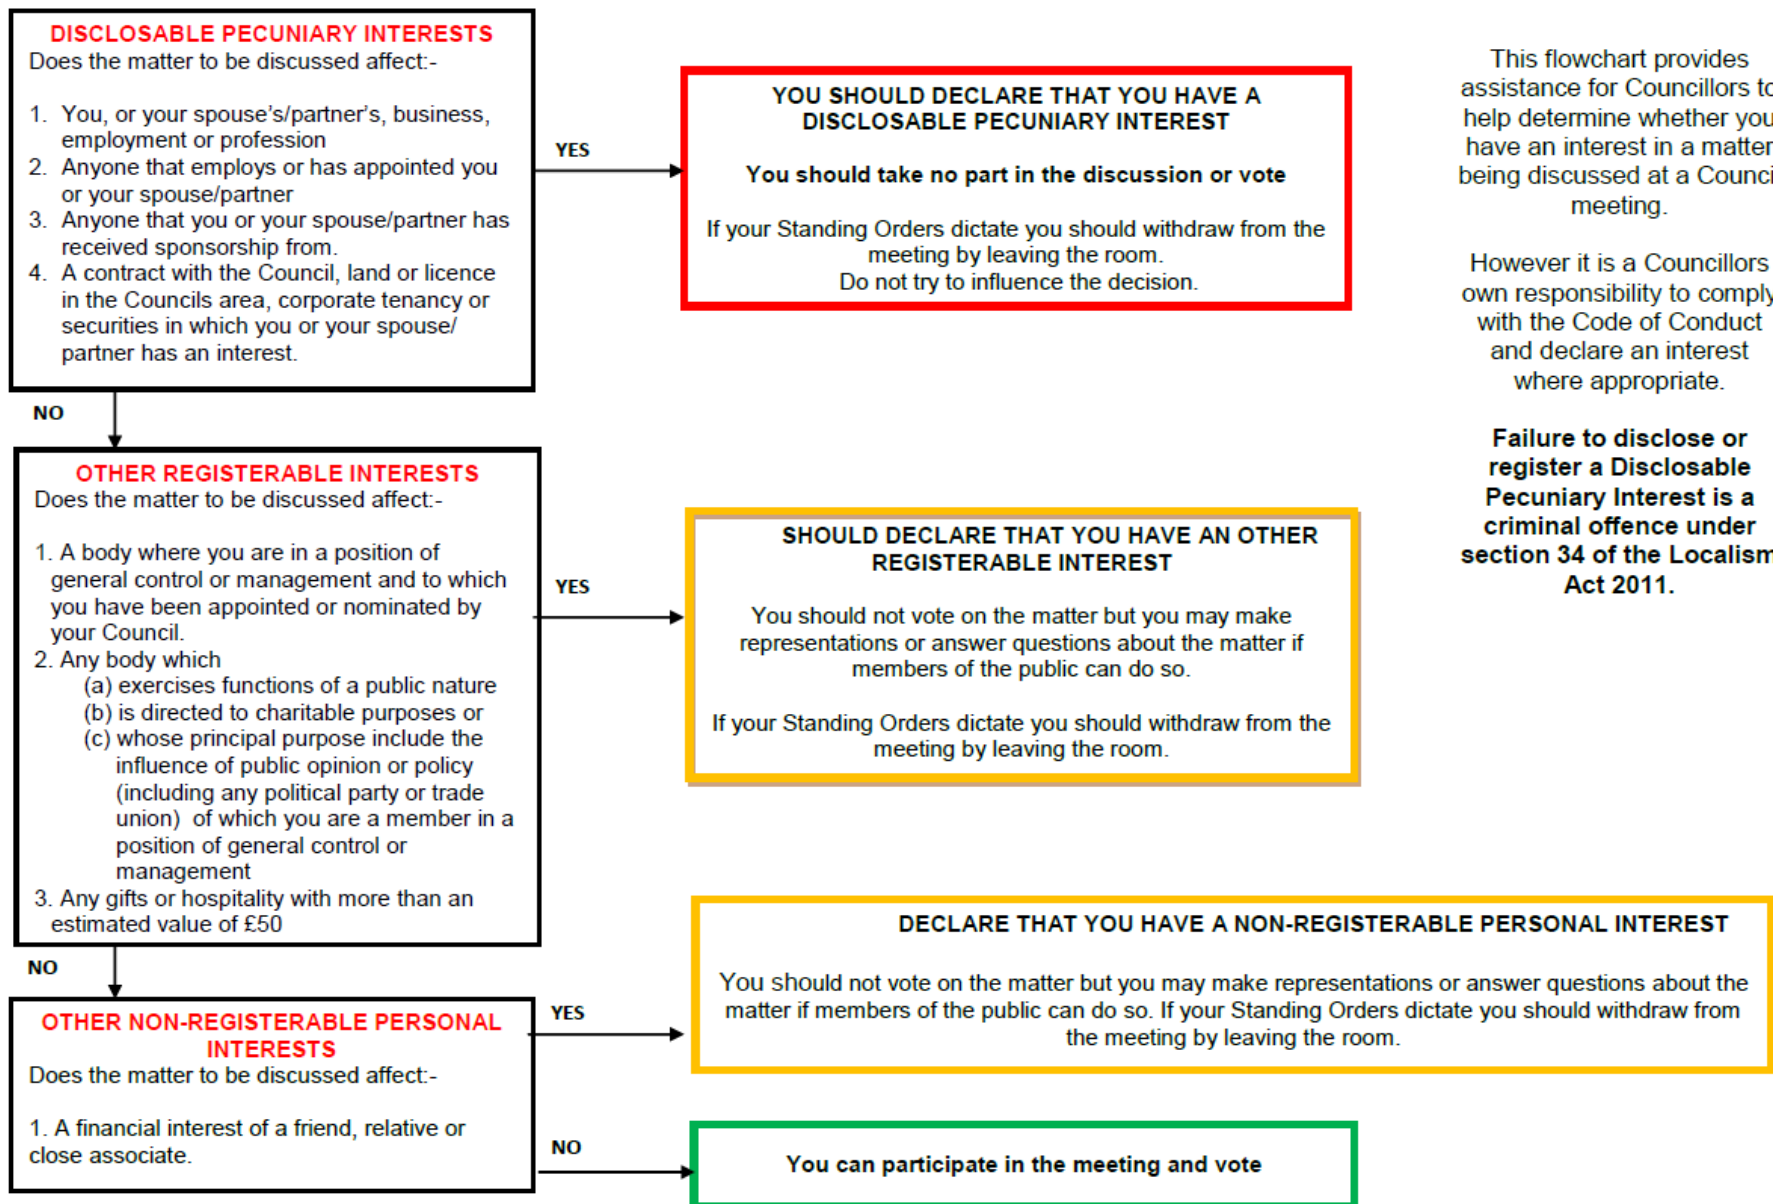 DISCLOSABLE PECUNIARY INTERESTS
Does the matter to be discussed affect:-
1. You, or your spouse's/partner's, business,
employment or profession
2. Anyone that employs or has appointed you
or your spouse/partner
3. Anyone that you or your spouse/partner has
received sponsorship from.
4. A contract with the Council, land or licence
in the Councils area, corporate tenancy or
securities in which you or your spouse/
partner has an interest.
YES
YOU SHOULD DECLARE THAT YOU HAVE A
DISCLOSABLE PECUNIARY INTEREST
You should take no part in the discussion or vote
If your Standing Orders dictate you should withdraw from the
meeting by leaving the room.
Do not try to influence the decision.
This flowchart provides
assistance for Councillors to
help determine whether you
have an interest in a matter
being discussed at a Counci
meeting.
However it is a Councillors
own responsibility to comply
with the Code of Conduct
and declare an interest
where appropriate.
Failure to disclose or
register a Disclosable
Pecuniary Interest is a
criminal offence under
section 34 of the Localism
Act 2011.
NO
OTHER REGISTERABLE INTERESTS
Does the matter to be discussed affect:-
1. A body where you are in a position of
general control or management and to which
you have been appointed or nominated by
your Council.
2. Any body which
(a) exercises functions of a public nature
(b) is directed to charitable purposes or
(c) whose principal purpose include the
influence of public opinion or policy
(including any political party or trade
union) of which you are a member in a
position of general control or
management
3. Any gifts or hospitality with more than an
estimated value of £50
YES
SHOULD DECLARE THAT YOU HAVE AN OTHER
REGISTERABLE INTEREST
You should not vote on the matter but you may make
representations or answer questions about the matter if
members of the public can do so.
If your Standing Orders dictate you should withdraw from the
meeting by leaving the room.
NO
OTHER NON-REGISTERABLE PERSONAL
INTERESTS
Does the matter to be discussed affect:-
1. A financial interest of a friend, relative or
close associate.
YES
DECLARE THAT YOU HAVE A NON-REGISTERABLE PERSONAL INTEREST
You should not vote on the matter but you may make representations or answer questions about the
matter if members of the public can do so. If your Standing Orders dictate you should withdraw from
the meeting by leaving the room.
NO
You can participate in the meeting and vote